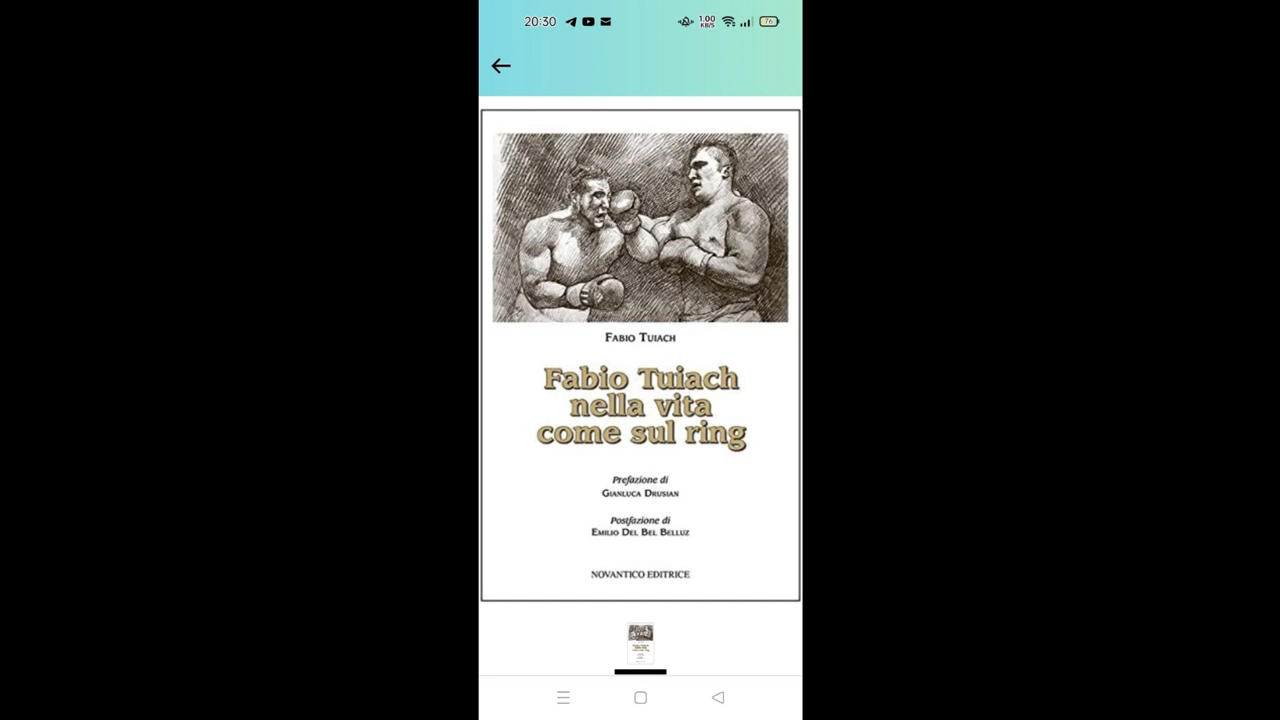 20:30
1.00
KB/S
76
FABIO TUIACH
Fabio Tuiach
nella vita
come sul ring
Prefazione di
GIANLUCA DRUSIAN
Postfazione di
EMILIO DEL BEL BELLUZ
NOVANTICO EDITRICE